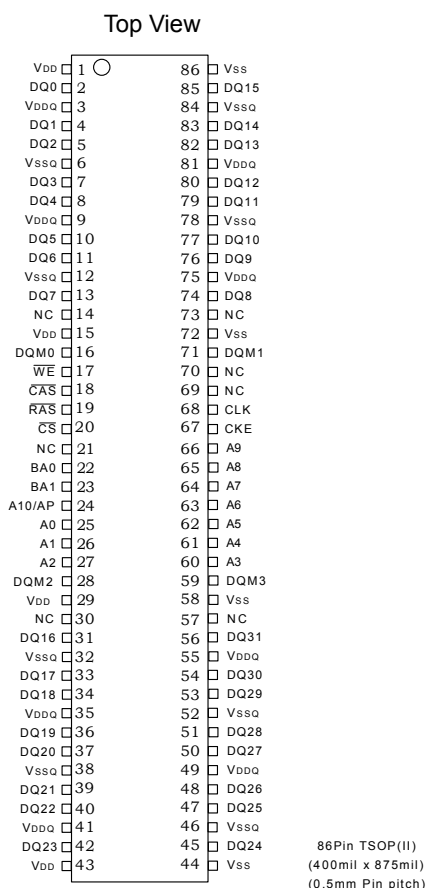 Top View
VDD 1 86 VSS
DQ0 2 85 DQ15
VDDQ 3 84 VSSQ
DQ1 4 83 DQ14
DQ2 5 82 DQ13
VSSQ 6 81 VDDQ
DQ3 7 80 DQ12
DQ4 8 79 DQ11
VDDQ 9 78 VSSQ
DQ5 10 77 DQ10
DQ6 11 76 DQ9
VSSQ 12 75 VDDQ
DQ7 13 74 DQ8
NC 14 73 NC
VDD 15 72 VSS
DQM0 16 71 DQM1
W̅E̅ 17 70 NC
C̅A̅S̅ 18 69 NC
R̅A̅S̅ 19 68 CLK
C̅S̅ 20 67 CKE
NC 21 66 A9
BA0 22 65 A8
BA1 23 64 A7
A10/AP 24 63 A6
A0 25 62 A5
A1 26 61 A4
A2 27 60 A3
DQM2 28 59 DQM3
VDD 29 58 VSS
NC 30 57 NC
DQ16 31 56 DQ31
VSSQ 32 55 VDDQ
DQ17 33 54 DQ30
DQ18 34 53 DQ29
VDDQ 35 52 VSSQ
DQ19 36 51 DQ28
DQ20 37 50 DQ27
VSSQ 38 49 VDDQ
DQ21 39 48 DQ26
DQ22 40 47 DQ25
VDDQ 41 46 VSSQ
DQ23 42 45 DQ24
VDD 43 44 VSS
86Pin TSOP(II)
(400mil x 875mil)
(0.5mm Pin pitch)